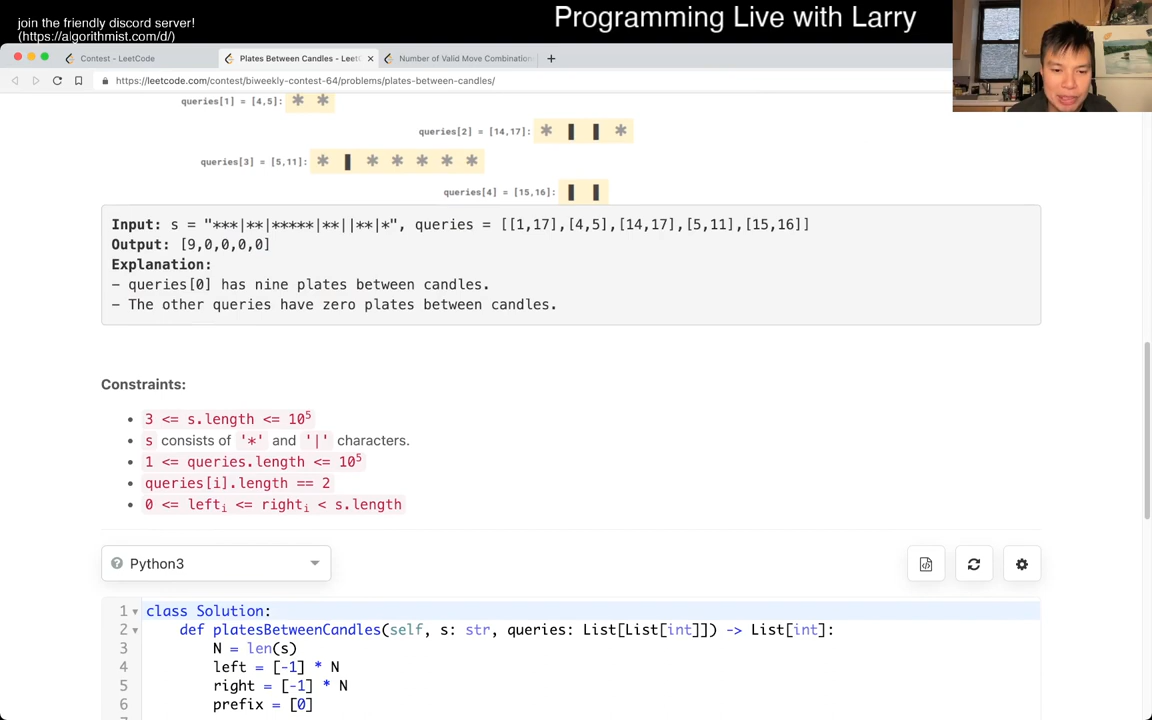 join the friendly discord server!
(https://algorithmist.com/d/)
Programming Live with Larry
Contest - LeetCode
Plates Between Candles - Leet
Number of Valid Move Combination
https://leetcode.com/contest/biweekly-contest-64/problems/plates-between-candles/
queries[1] = [4,5]: * *
queries[2] = [14,17]: * | | *
queries[3] = [5,11]: * | * * * * *
queries[4] = [15,16]: | |
Input: s = "***|**|*****|**||**|*", queries = [[1,17],[4,5],[14,17],[5,11],[15,16]]
Output: [9,0,0,0,0]
Explanation:
- queries[0] has nine plates between candles.
- The other queries have zero plates between candles.
Constraints:
• 3 <= s.length <= 10⁵
• s consists of '*' and '|' characters.
• 1 <= queries.length <= 10⁵
• queries[i].length == 2
• 0 <= leftᵢ <= rightᵢ < s.length
Python3
1 class Solution:
2 def platesBetweenCandles(self, s: str, queries: List[List[int]]) -> List[int]:
3 N = len(s)
4 left = [-1] * N
5 right = [-1] * N
6 prefix = [0]